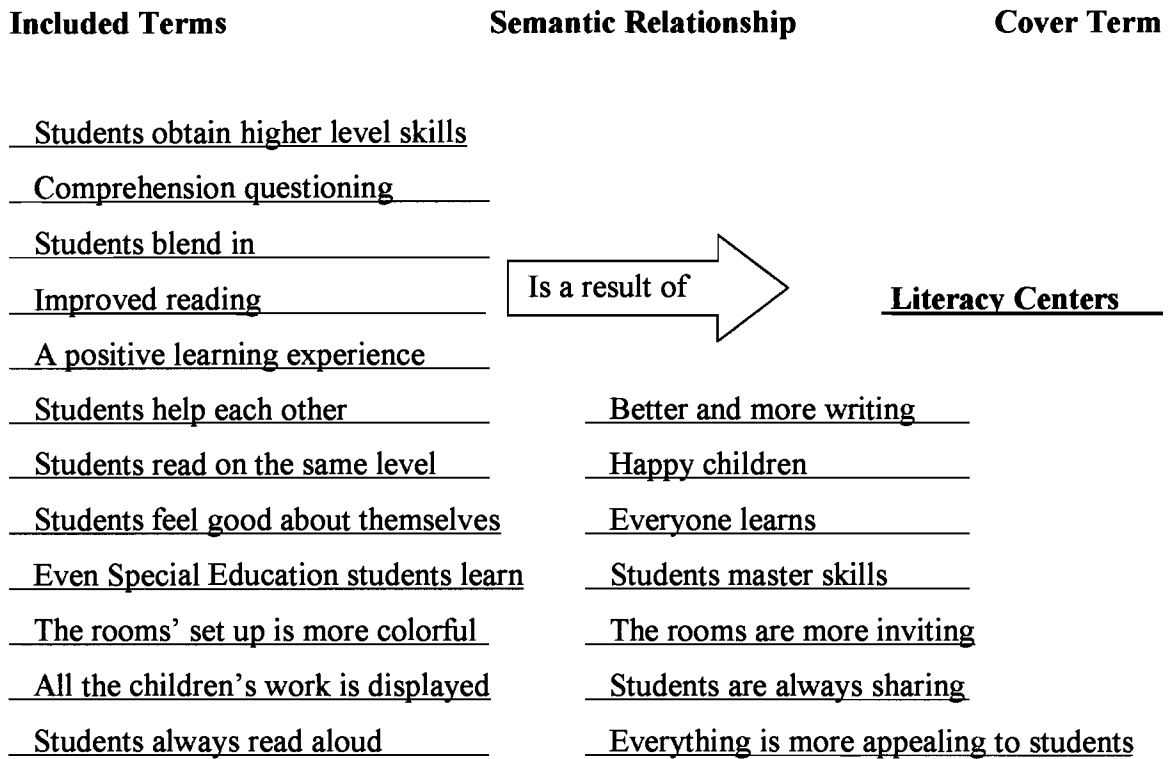 Included Terms Semantic Relationship Cover Term
Students obtain higher level skills
Comprehension questioning
Students blend in
Improved reading
Is a result of
Literacy Centers
A positive learning experience
Students help each other
Better and more writing
Students read on the same level
Happy children
Students feel good about themselves
Everyone learns
Even Special Education students learn
Students master skills
The rooms’ set up is more colorful
The rooms are more inviting
All the children’s work is displayed
Students are always sharing
Students always read aloud
Everything is more appealing to students